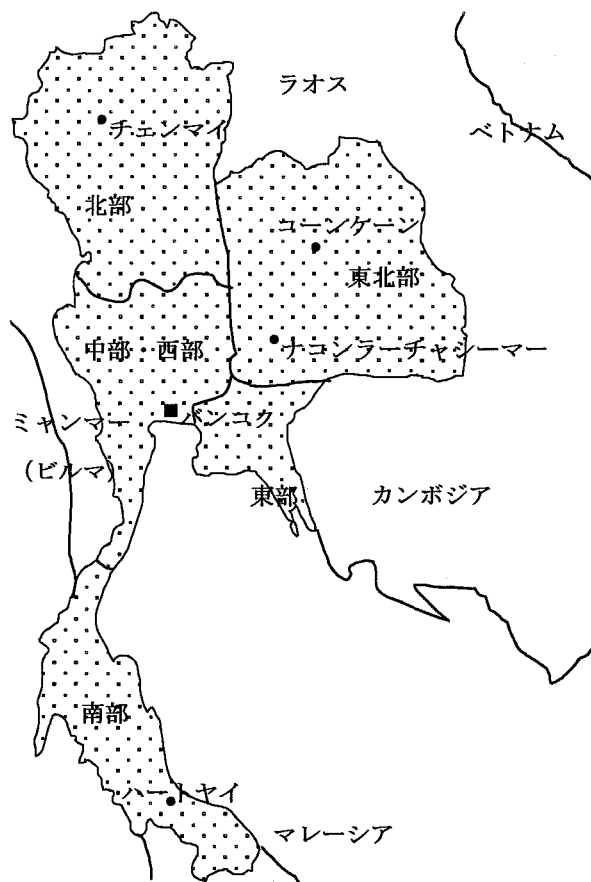 ラオス
ベトナム
チェンマイ
北部
コーンケーン
東北部
中部 西部
ナコンラーチャシーマー
ミャンマー
(ビルマ)
バンコク
東部
カンボジア
南部
ハートヤイ
マレーシア